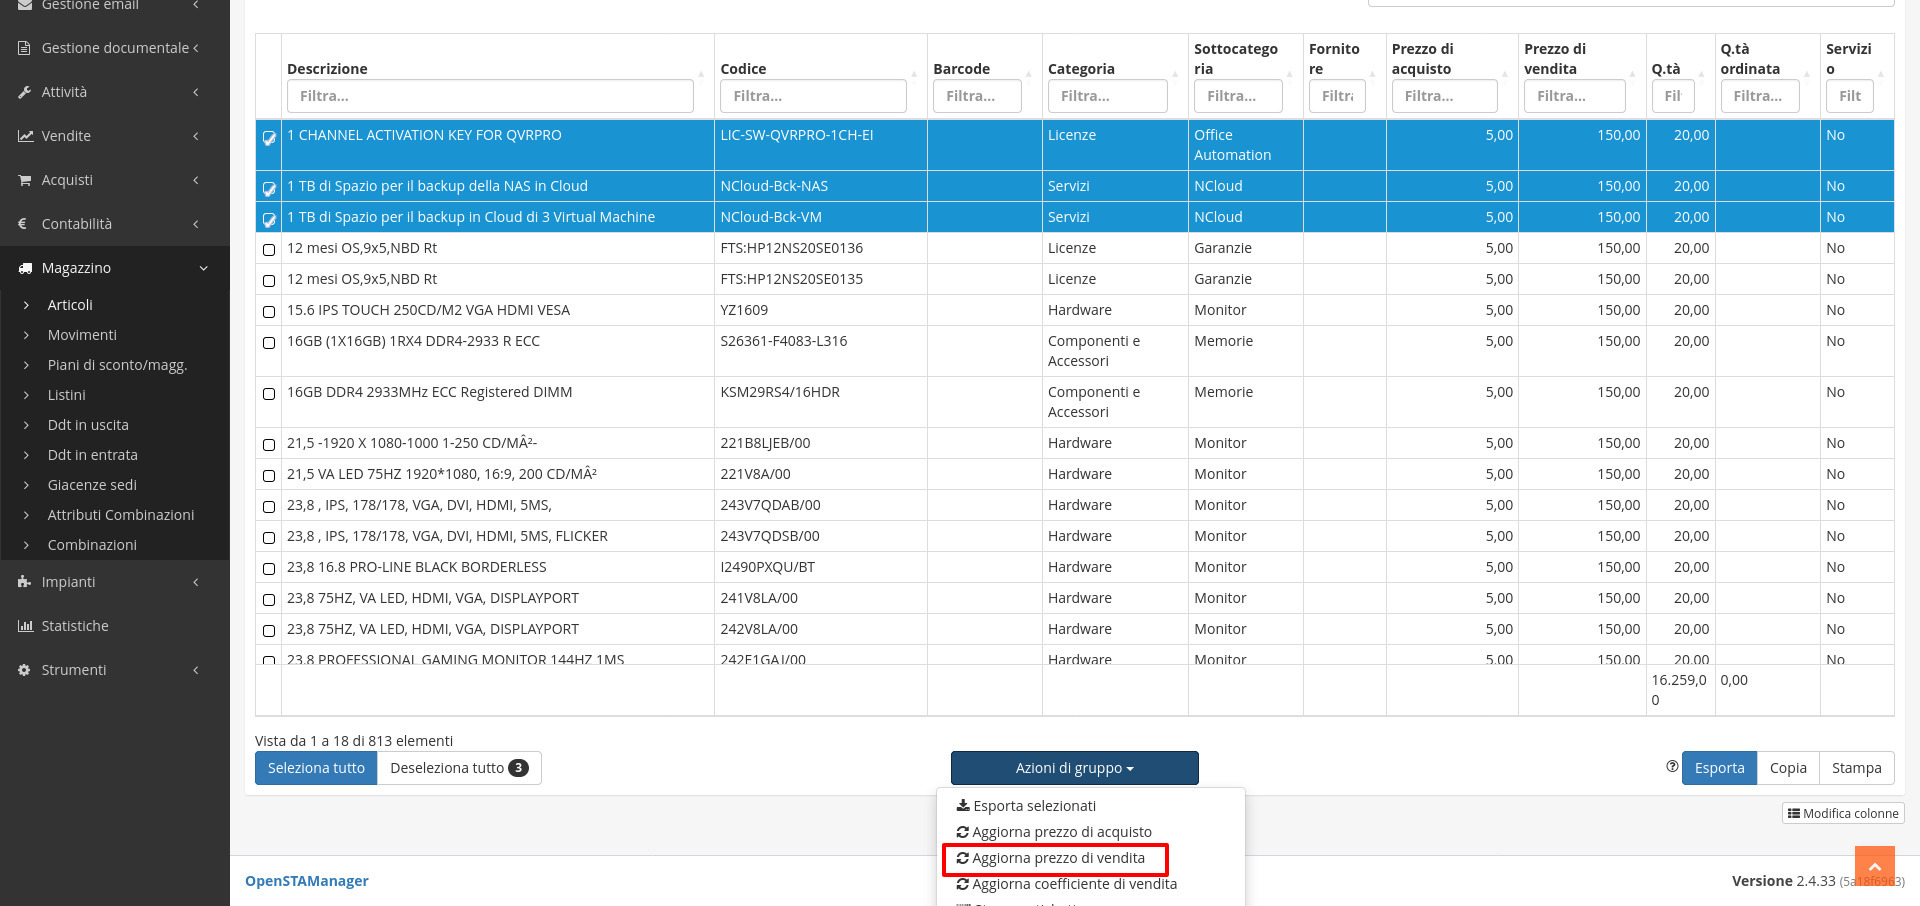 Gestione email
Gestione documentale
Attività
Vendite
Acquisti
Contabilità
Magazzino
Articoli
Movimenti
Piani di sconto/magg.
Listini
Ddt in uscita
Ddt in entrata
Giacenze sedi
Attributi Combinazioni
Combinazioni
Impianti
Statistiche
Strumenti
Descrizione Codice Barcode Categoria Sottocatego Fornito Prezzo di Prezzo di Q.tà Q.tà Servizi
ria re acquisto vendita ordinata o
Filtra... Filtra... Filtra... Filtra... Filtra... Filtra Filtra... Filtra... Fil Filtra... Filt
1 CHANNEL ACTIVATION KEY FOR QVRPRO LIC-SW-QVRPRO-1CH-EI Licenze Office 5,00 150,00 20,00 No
Automation
1 TB di Spazio per il backup della NAS in Cloud NCloud-Bck-NAS Servizi NCloud 5,00 150,00 20,00 No
1 TB di Spazio per il backup in Cloud di 3 Virtual Machine NCloud-Bck-VM Servizi NCloud 5,00 150,00 20,00 No
12 mesi OS,9x5,NBD Rt FTS:HP12NS20SE0136 Licenze Garanzie 5,00 150,00 20,00 No
12 mesi OS,9x5,NBD Rt FTS:HP12NS20SE0135 Licenze Garanzie 5,00 150,00 20,00 No
15.6 IPS TOUCH 250CD/M2 VGA HDMI VESA YZ1609 Hardware Monitor 5,00 150,00 20,00 No
16GB (1X16GB) 1RX4 DDR4-2933 R ECC S26361-F4083-L316 Componenti e Memorie 5,00 150,00 20,00 No
Accessori
16GB DDR4 2933MHz ECC Registered DIMM KSM29RS4/16HDR Componenti e Memorie 5,00 150,00 20,00 No
Accessori
21,5 -1920 X 1080-1000 1-250 CD/MÂ²- 221B8LJEB/00 Hardware Monitor 5,00 150,00 20,00 No
21,5 VA LED 75HZ 1920*1080, 16:9, 200 CD/MÂ² 221V8A/00 Hardware Monitor 5,00 150,00 20,00 No
23,8 , IPS, 178/178, VGA, DVI, HDMI, 5MS, 243V7QDAB/00 Hardware Monitor 5,00 150,00 20,00 No
23,8 , IPS, 178/178, VGA, DVI, HDMI, 5MS, FLICKER 243V7QDSB/00 Hardware Monitor 5,00 150,00 20,00 No
23,8 16.8 PRO-LINE BLACK BORDERLESS I2490PXQU/BT Hardware Monitor 5,00 150,00 20,00 No
23,8 75HZ, VA LED, HDMI, VGA, DISPLAYPORT 241V8LA/00 Hardware Monitor 5,00 150,00 20,00 No
23,8 75HZ, VA LED, HDMI, VGA, DISPLAYPORT 242V8LA/00 Hardware Monitor 5,00 150,00 20,00 No
23,8 PROFESSIONAL GAMING MONITOR 144HZ 1MS 242E1GAJ/00 Hardware Monitor 5,00 150,00 20,00 No
16.259,0 0,00
0
Vista da 1 a 18 di 813 elementi
Seleziona tutto Deseleziona tutto 3 Azioni di gruppo Esporta Copia Stampa
Esporta selezionati
Modifica colonne
Aggiorna prezzo di acquisto
Aggiorna prezzo di vendita
Aggiorna coefficiente di vendita
OpenSTAManager Versione 2.4.33 (5a18f6963)